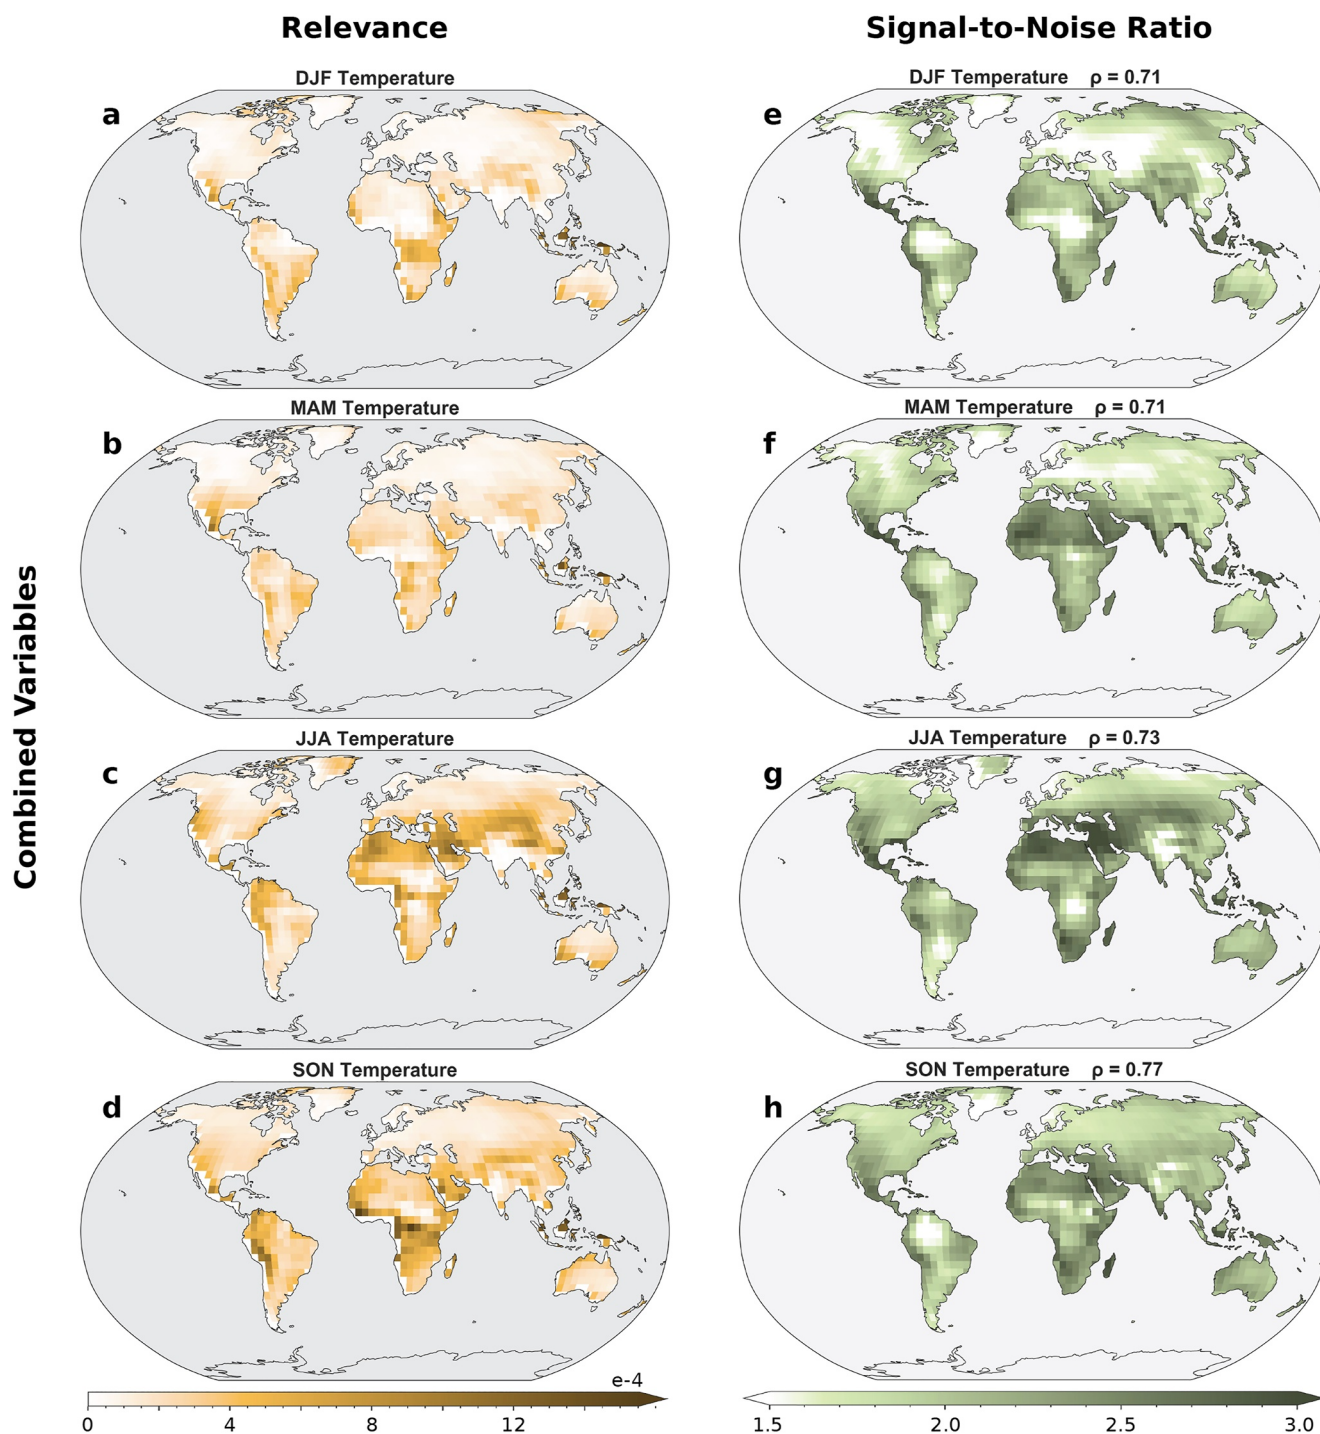 Relevance
Signal-to-Noise Ratio
Combined Variables
DJF Temperature
a
DJF Temperature ρ = 0.71
e
MAM Temperature
b
MAM Temperature ρ = 0.71
f
JJA Temperature
c
JJA Temperature ρ = 0.73
g
SON Temperature
d
SON Temperature ρ = 0.77
h
e-4
0 4 8 12
1.5 2.0 2.5 3.0